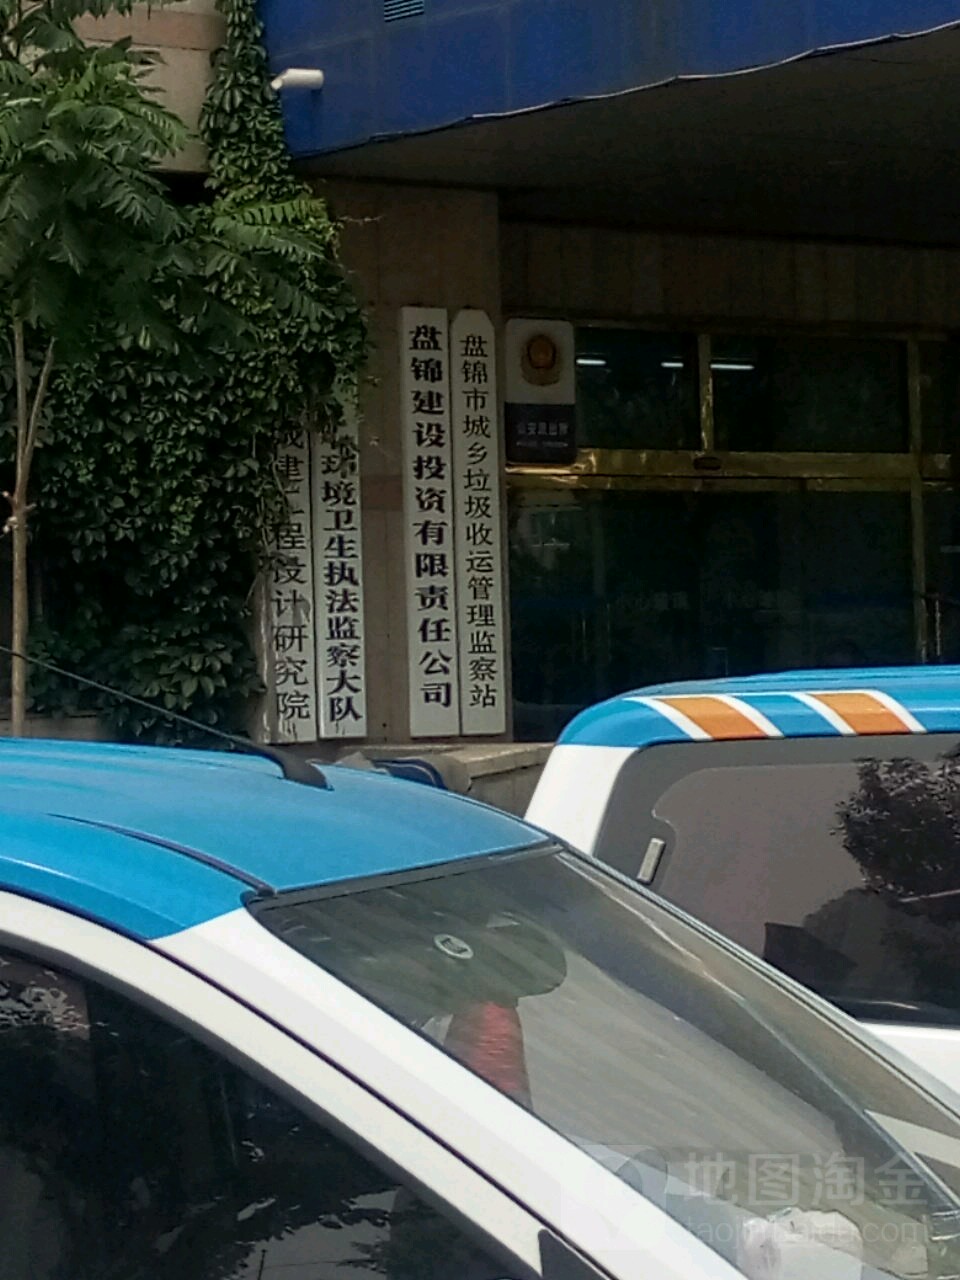 建工程设计研究院
环境卫生执法监察大队
盘锦建设投资有限责任公司
盘锦市城乡垃圾收运管理监察站
地图淘金